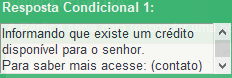 Resposta Condicional 1:
Informando que existe um crédito
disponível para o senhor.
Para saber mais acesse: (contato)